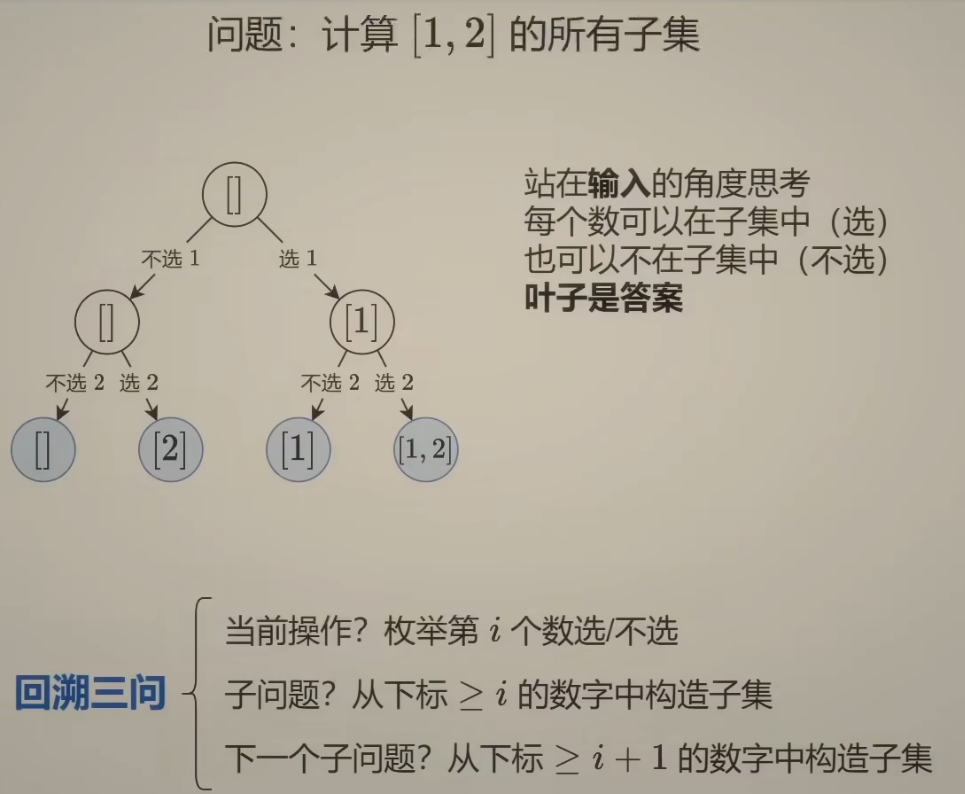 问题：计算 [1, 2] 的所有子集
[]
站在输入的角度思考
每个数可以在子集中（选）
也可以不在子集中（不选）
叶子是答案
不选 1
选 1
[]
[1]
不选 2
选 2
不选 2
选 2
[]
[2]
[1]
[1, 2]
回溯三问
当前操作？枚举第 i 个数选/不选
子问题？从下标 ≥ i 的数字中构造子集
下一个子问题？从下标 ≥ i + 1 的数字中构造子集